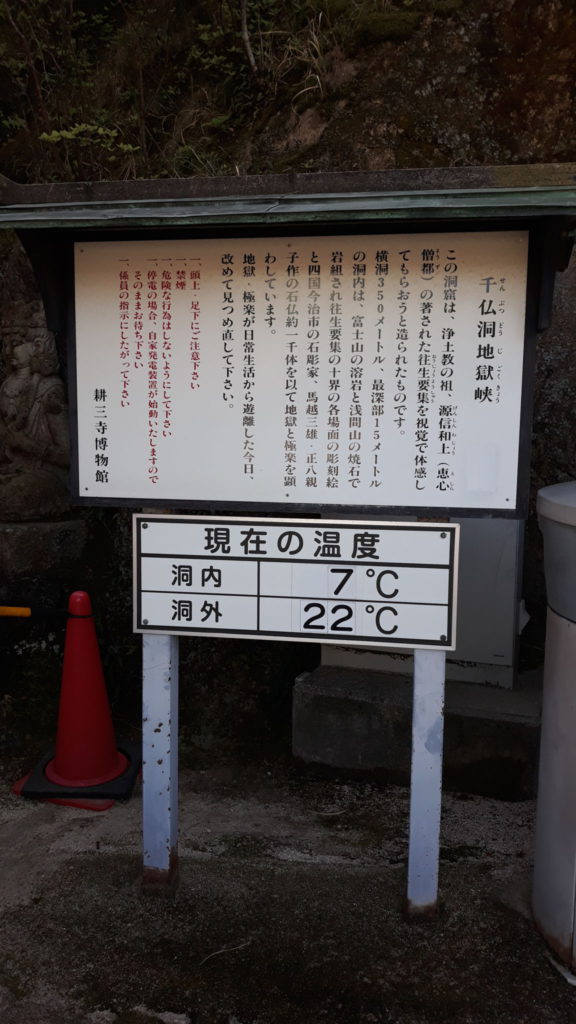 千仏洞地獄峡
せんぶつどうじごくきょう
この洞窟は、浄土教の祖、源信和上（恵心
僧都）の著された往生要集を視覚で体感し
てもらおうと造られたものです。
横洞350メートル、最深部15メートル
の洞内は、富士山の溶岩と浅間山の焼石で
岩組され往生要集の十界の各場面の彫刻絵
と四国今治市の石彫家、馬越三雄・正八親
子作の石仏約一千体を以て地獄と極楽を顕
わしています。
地獄・極楽が日常生活から遊離した今日、
改めて見つめ直して下さい。
一、頭上・足下にご注意下さい
一、禁煙
一、危険な行為はしないようにして下さい
一、停電の場合、自家発電装置が始動いたしますので
そのままお待ち下さい
一、係員の指示にしたがって下さい
耕三寺博物館
現在の温度
洞内 7℃
洞外 22℃